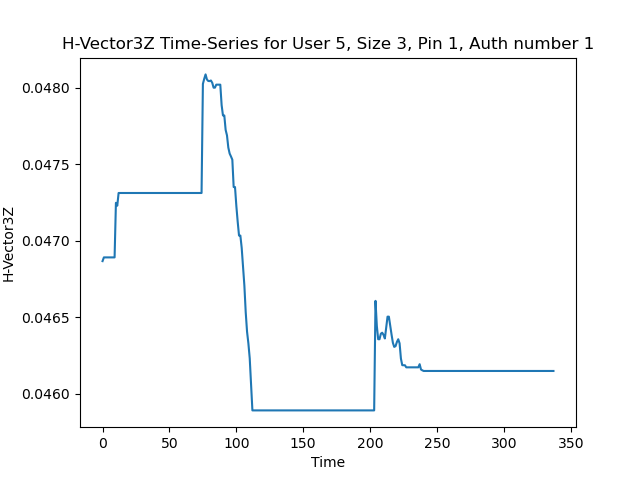 H-Vector3Z Time-Series for User 5, Size 3, Pin 1, Auth number 1
0.0480
0.0475
0.0470
0.0465
0.0460
H-Vector3Z
0 50 100 150 200 250 300 350
Time